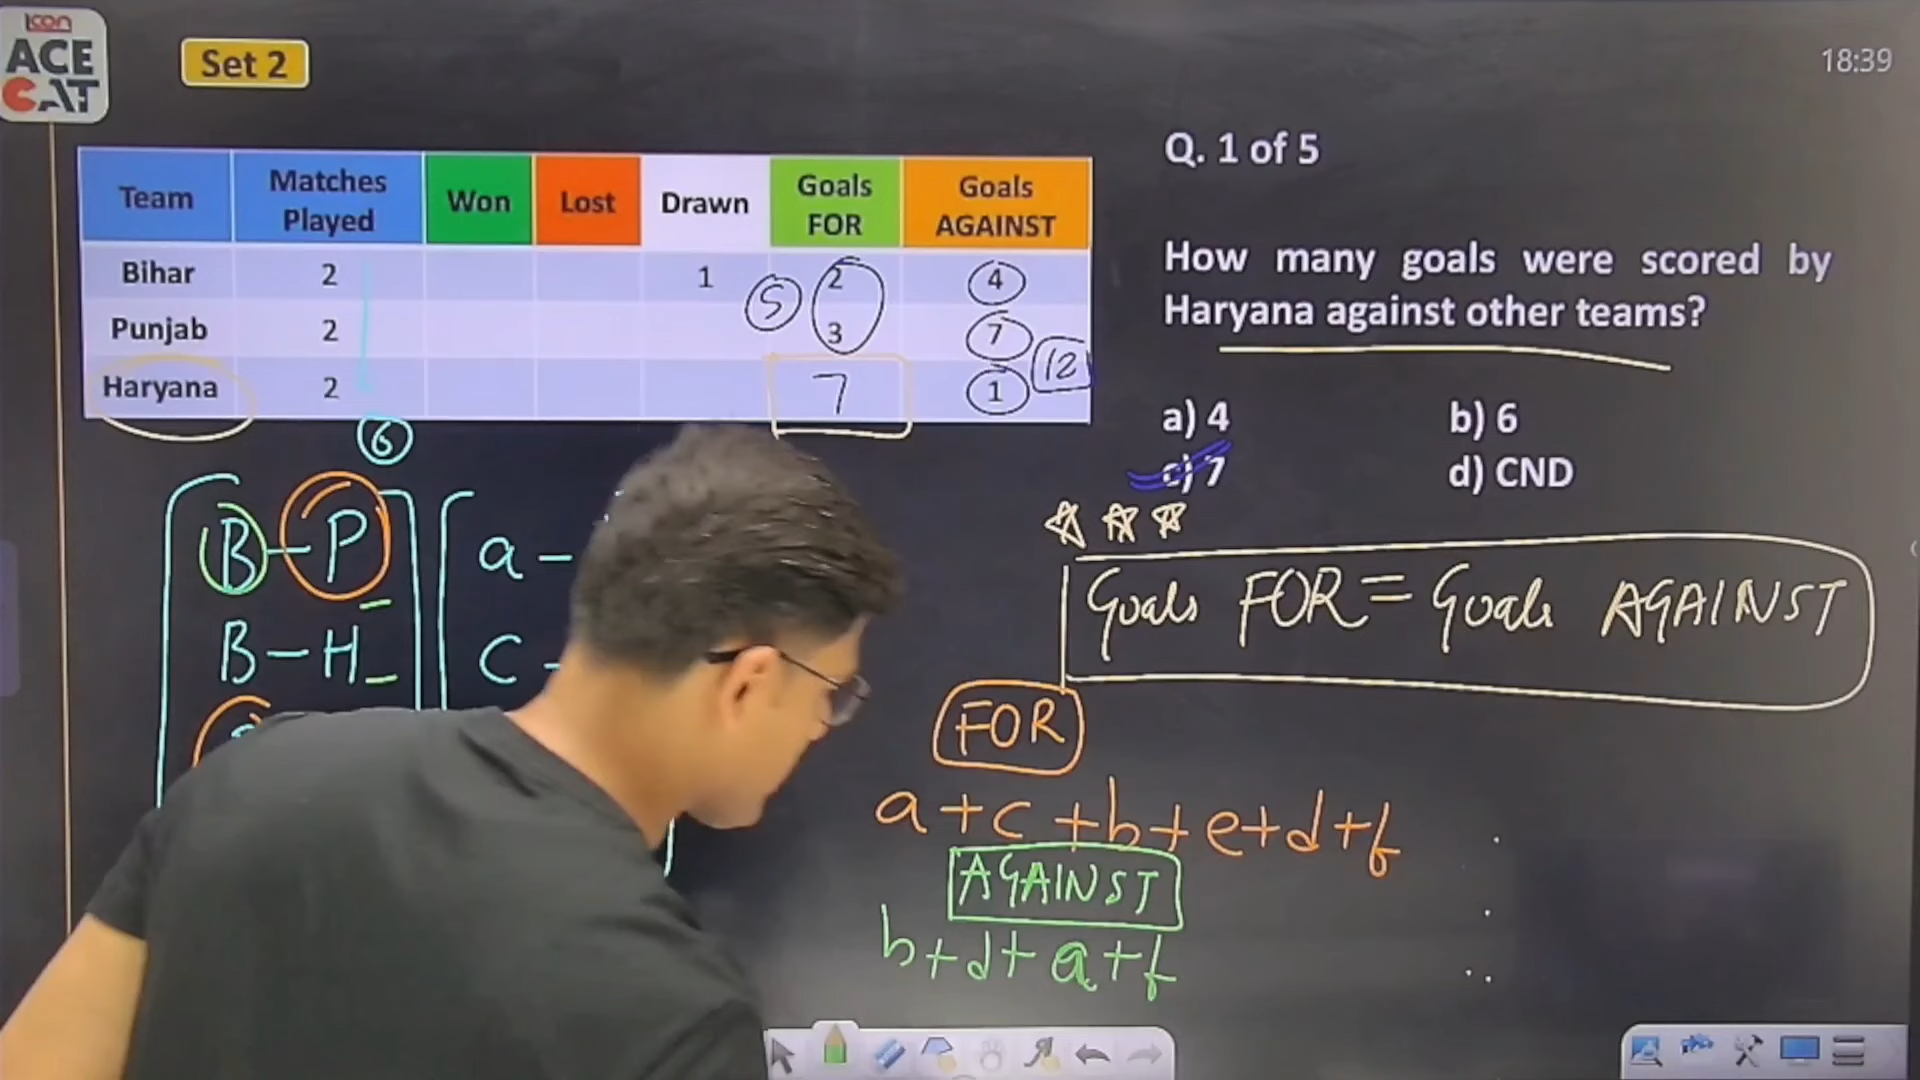 icon
ACE
CAT
Set 2
18:39
Team Matches Played Won Lost Drawn Goals FOR Goals AGAINST
Bihar 2 1 2 4
5
Punjab 2 3 7
12
Haryana 2 7 1
6
Q. 1 of 5
How many goals were scored by
Haryana against other teams?
a) 4 b) 6
c) 7 d) CND
B-P
a-
B-H
C-
Goals FOR = Goals AGAINST
FOR
a+c+b+e+d+f
AGAINST
b+d+a+f